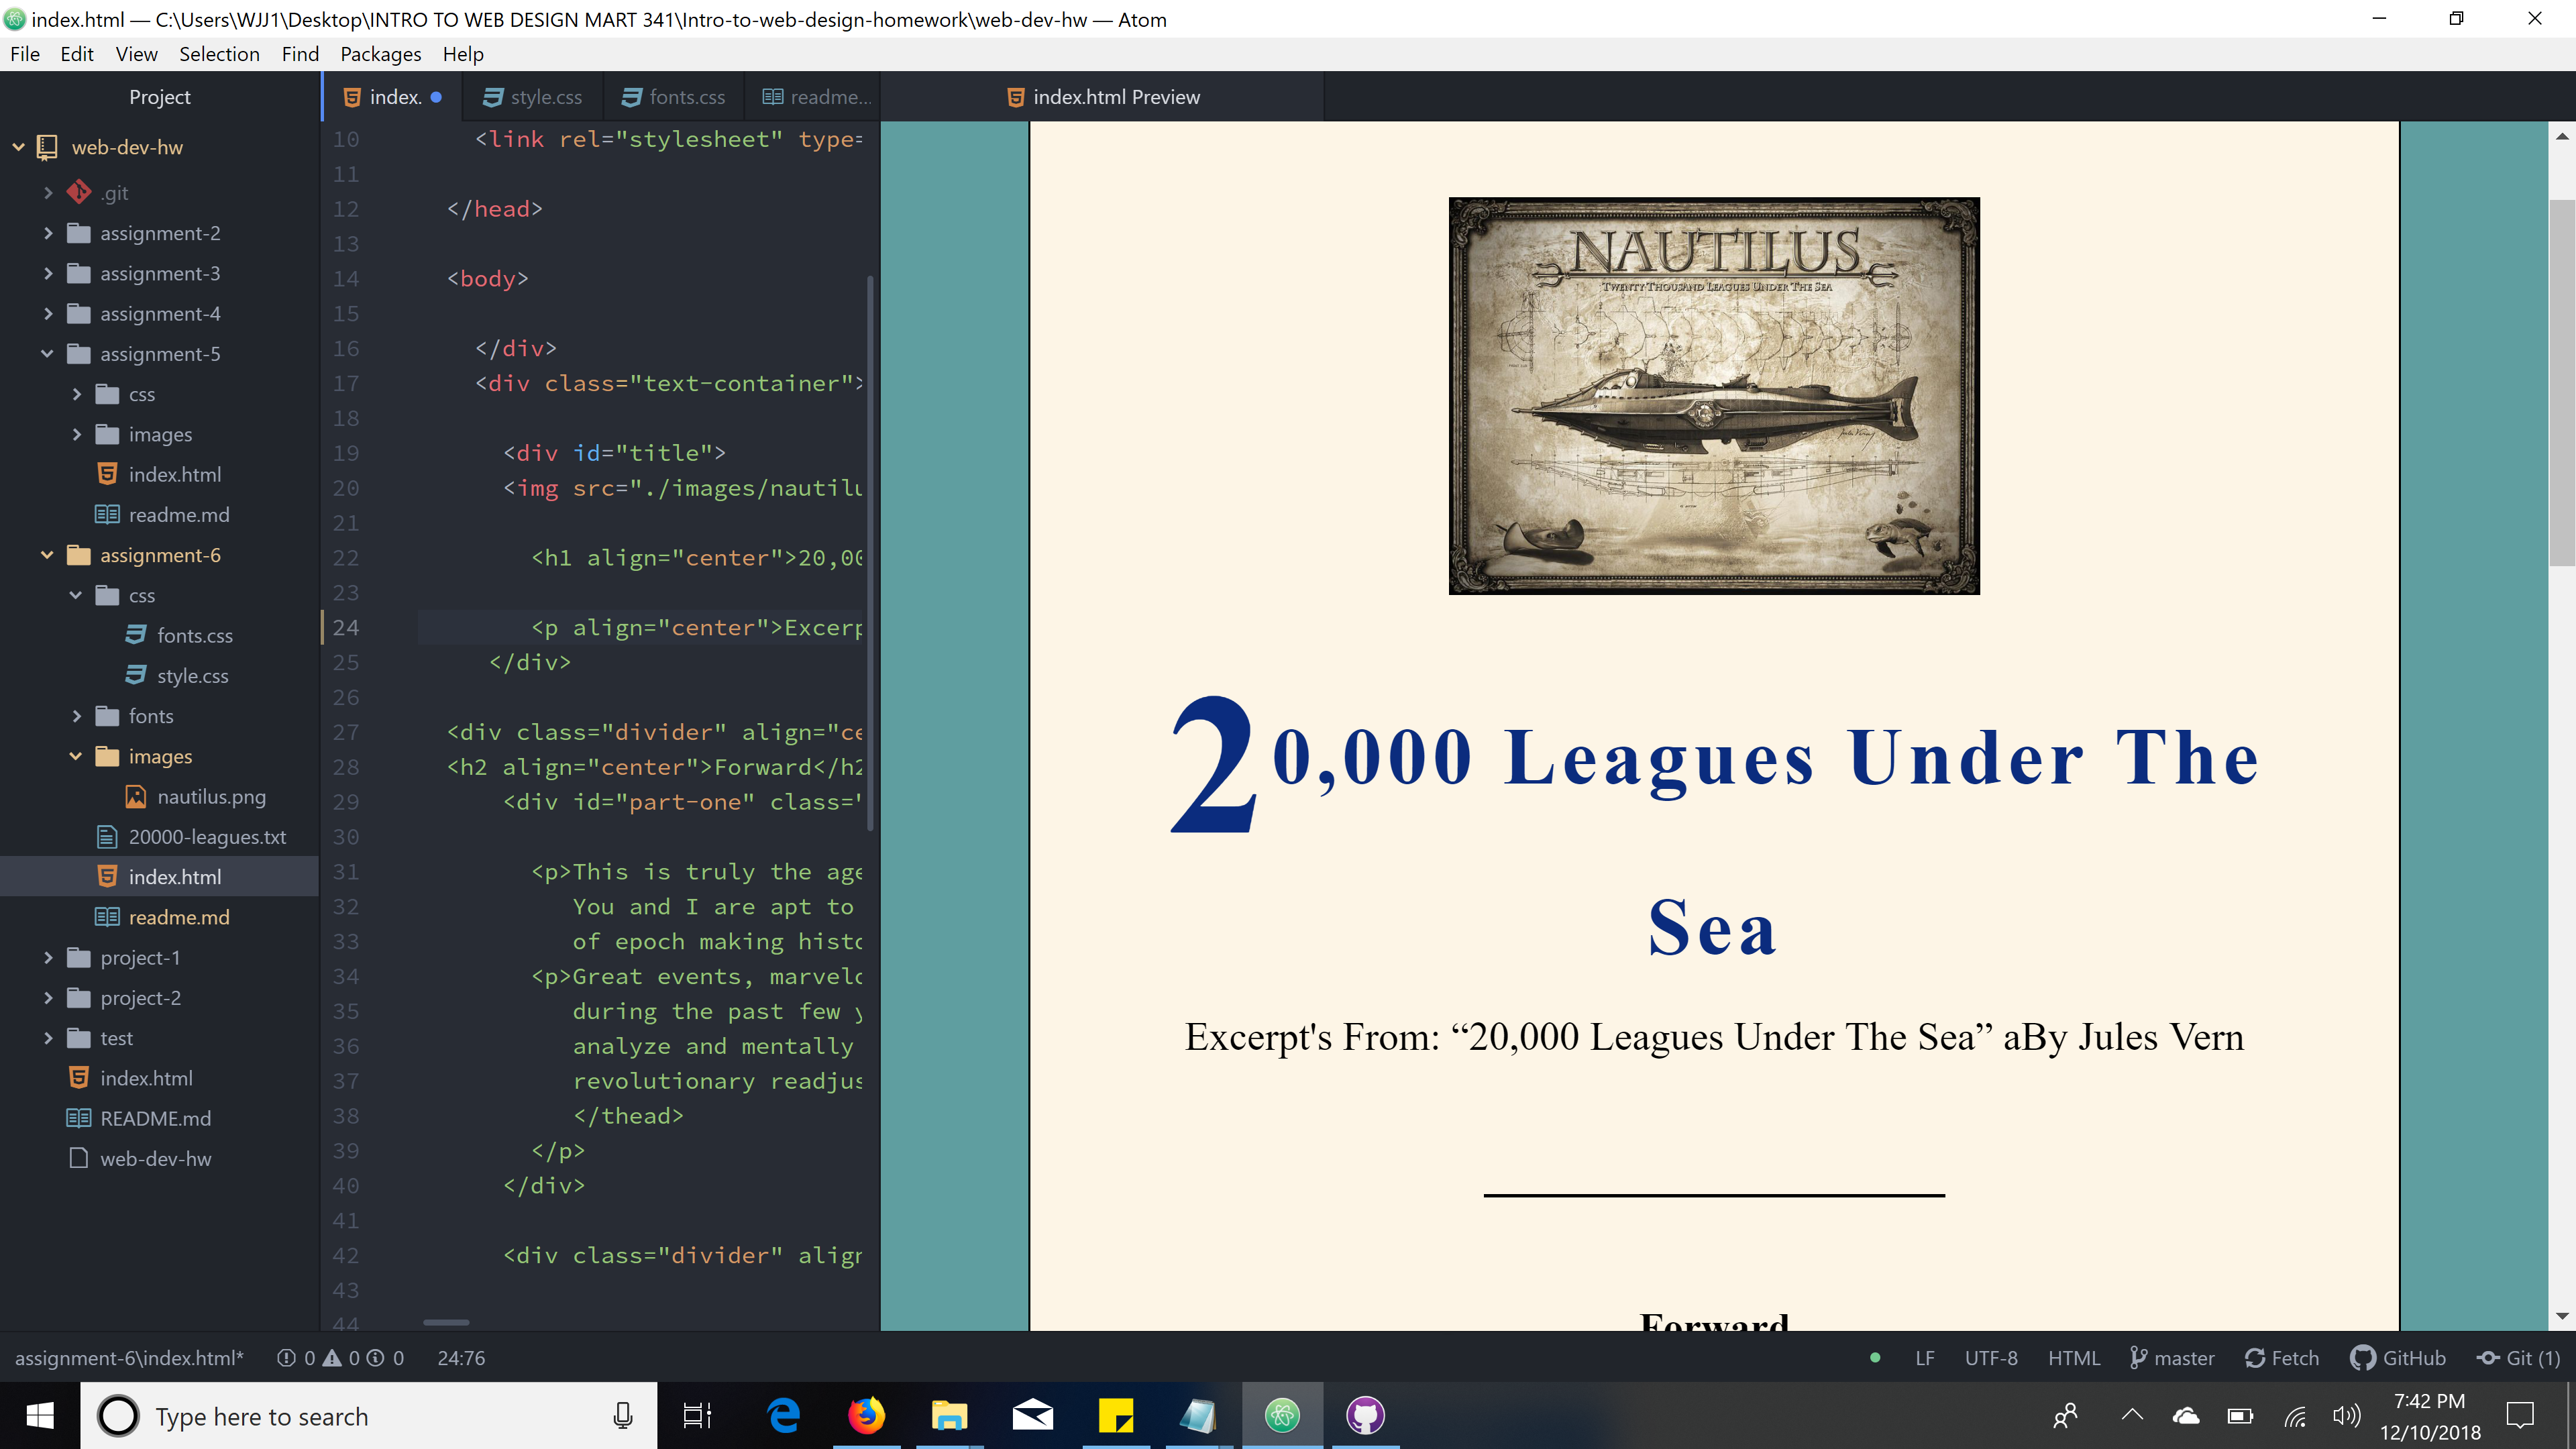 index.html — C:\Users\WJJ1\Desktop\INTRO TO WEB DESIGN MART 341\Intro-to-web-design-homework\web-dev-hw — Atom
File Edit View Selection Find Packages Help
Project
web-dev-hw
.git
assignment-2
assignment-3
assignment-4
assignment-5
css
images
index.html
readme.md
assignment-6
css
fonts.css
style.css
fonts
images
nautilus.png
20000-leagues.txt
index.html
readme.md
project-1
project-2
test
index.html
README.md
web-dev-hw
index. style.css fonts.css readme...
10 <link rel="stylesheet" type=
11
12 </head>
13
14 <body>
15
16 </div>
17 <div class="text-container">
18
19 <div id="title">
20 <img src="./images/nautilu
21
22 <h1 align="center">20,00
23
24 <p align="center">Excerp
25 </div>
26
27 <div class="divider" align="ce
28 <h2 align="center">Forward</h2
29 <div id="part-one" class="
30
31 <p>This is truly the age
32 You and I are apt to
33 of epoch making histo
34 <p>Great events, marvelo
35 during the past few y
36 analyze and mentally
37 revolutionary readjus
38 </thead>
39 </p>
40 </div>
41
42 <div class="divider" align
43
44
index.html Preview
NAUTILUS
TWENTY THOUSAND LEAGUES UNDER THE SEA
20,000 Leagues Under The
Sea
Excerpt's From: “20,000 Leagues Under The Sea” aBy Jules Vern
Forward
assignment-6\index.html* 0 0 0 24:76
LF UTF-8 HTML master Fetch GitHub Git (1)
Type here to search
7:42 PM
12/10/2018